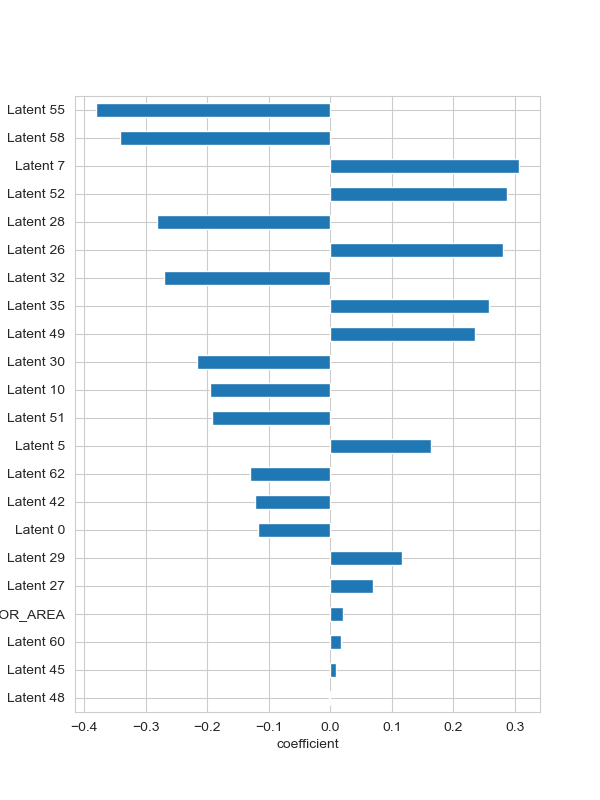 Latent 55
Latent 58
Latent 7
Latent 52
Latent 28
Latent 26
Latent 32
Latent 35
Latent 49
Latent 30
Latent 10
Latent 51
Latent 5
Latent 62
Latent 42
Latent 0
Latent 29
Latent 27
OR_AREA
Latent 60
Latent 45
Latent 48
−0.4 −0.3 −0.2 −0.1 0.0 0.1 0.2 0.3
coefficient